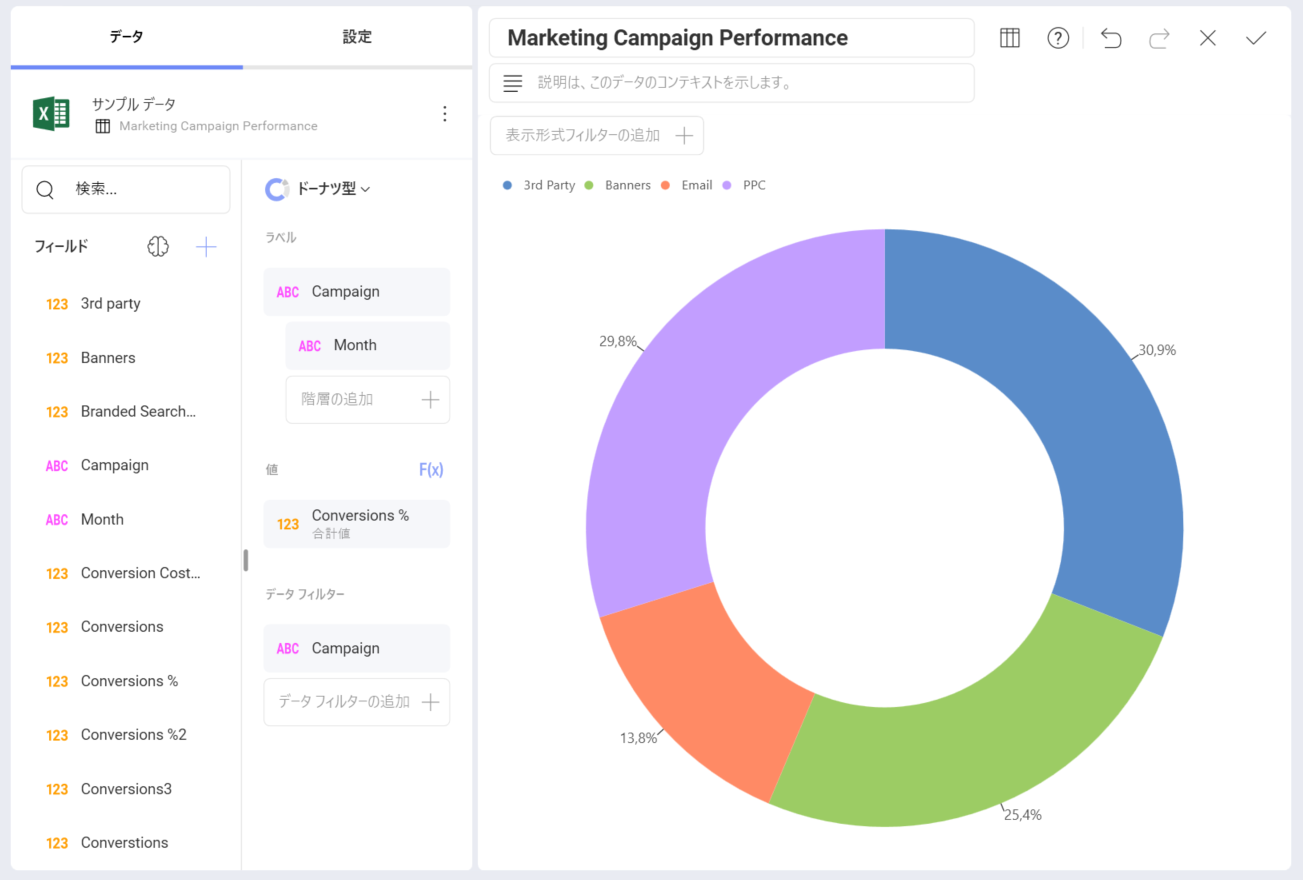 データ
設定
サンプル データ
Marketing Campaign Performance
検索...
フィールド
123 3rd party
123 Banners
123 Branded Search...
ABC Campaign
ABC Month
123 Conversion Cost...
123 Conversions
123 Conversions %
123 Conversions %2
123 Conversions3
123 Converstions
ドーナツ型
ラベル
ABC Campaign
ABC Month
階層の追加
値 F(x)
123 Conversions %
合計値
データ フィルター
ABC Campaign
データ フィルターの追加
Marketing Campaign Performance
説明は、このデータのコンテキストを示します。
表示形式フィルターの追加
3rd Party Banners Email PPC
29,8%
30,9%
13,8%
25,4%